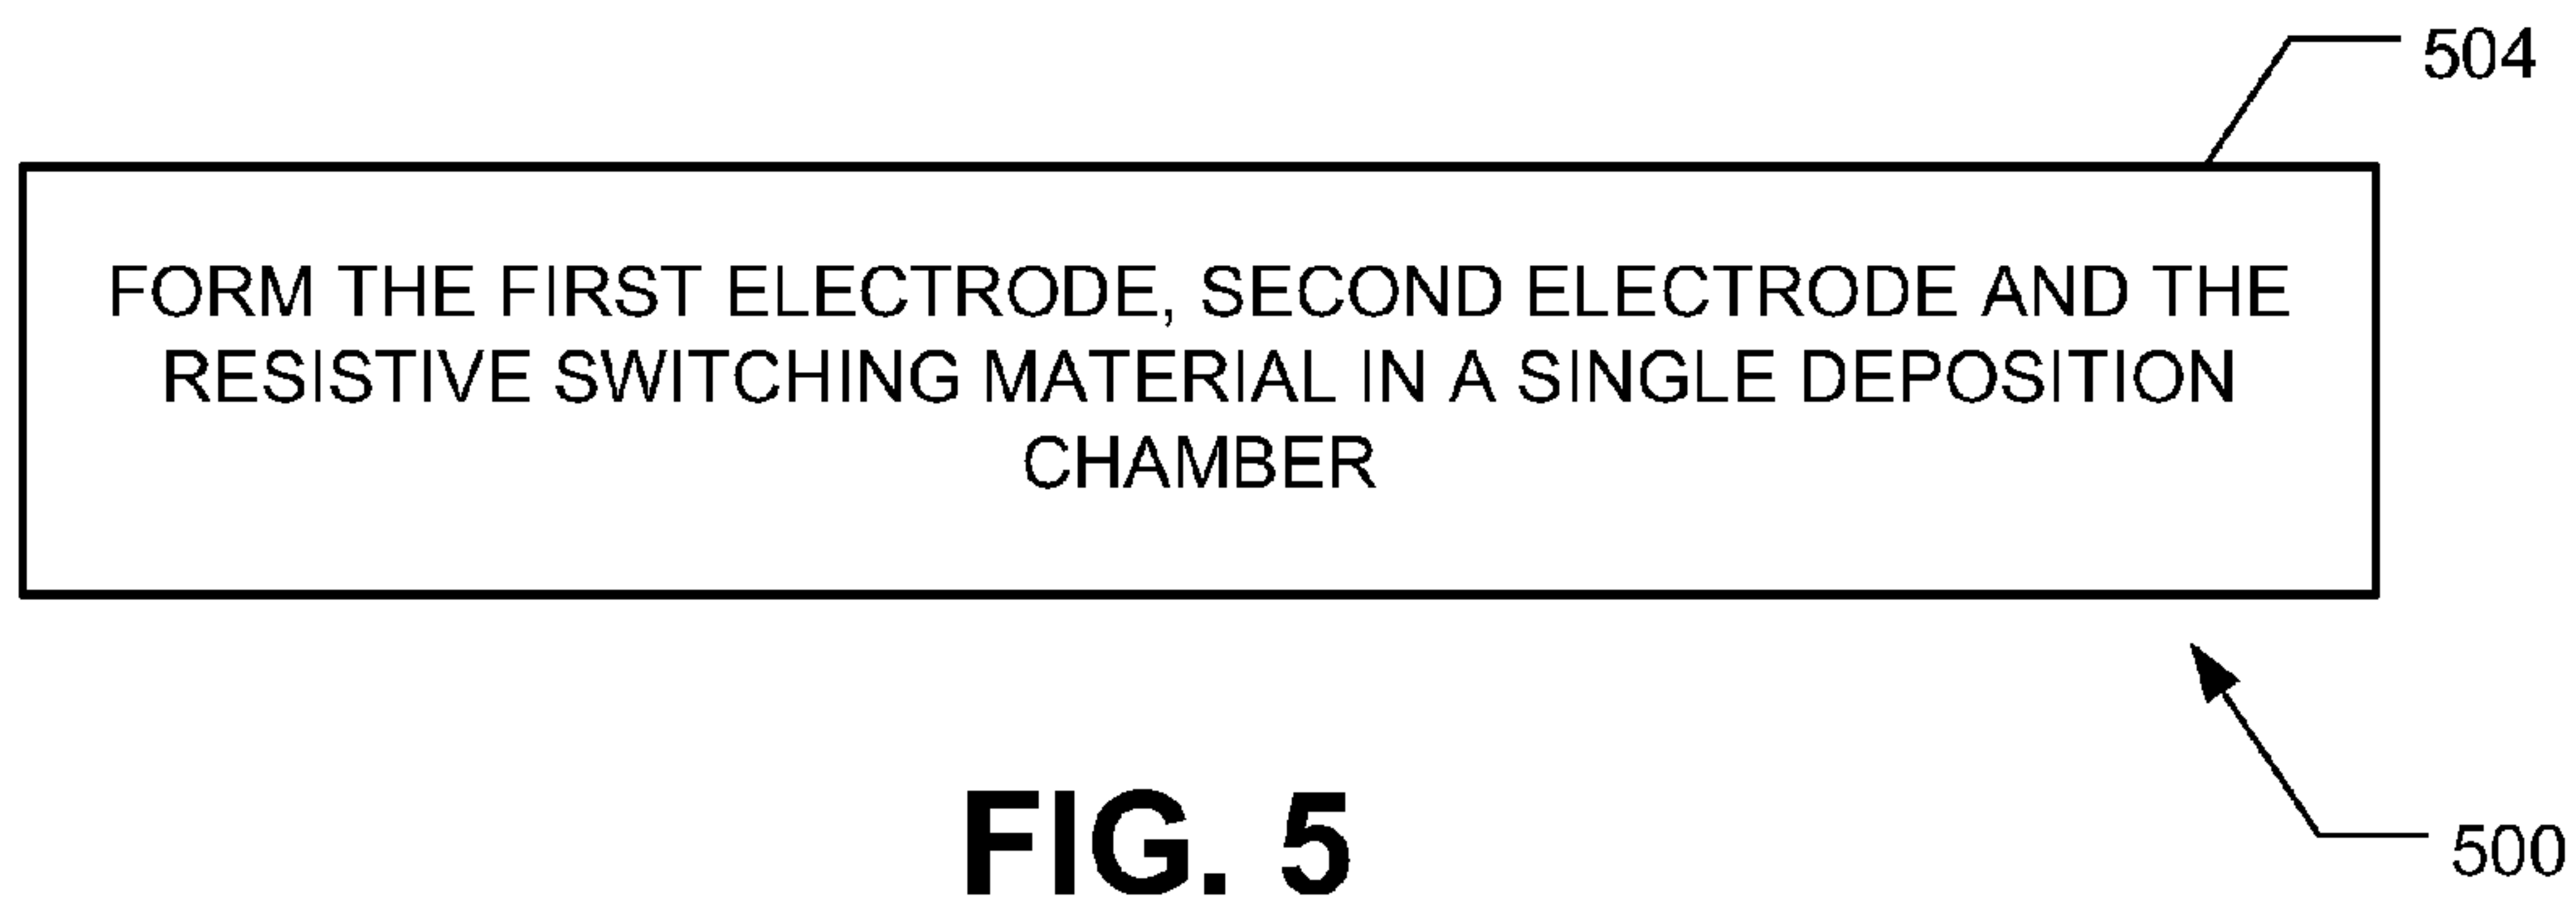 504
FORM THE FIRST ELECTRODE, SECOND ELECTRODE AND THE
RESISTIVE SWITCHING MATERIAL IN A SINGLE DEPOSITION
CHAMBER
FIG. 5
500